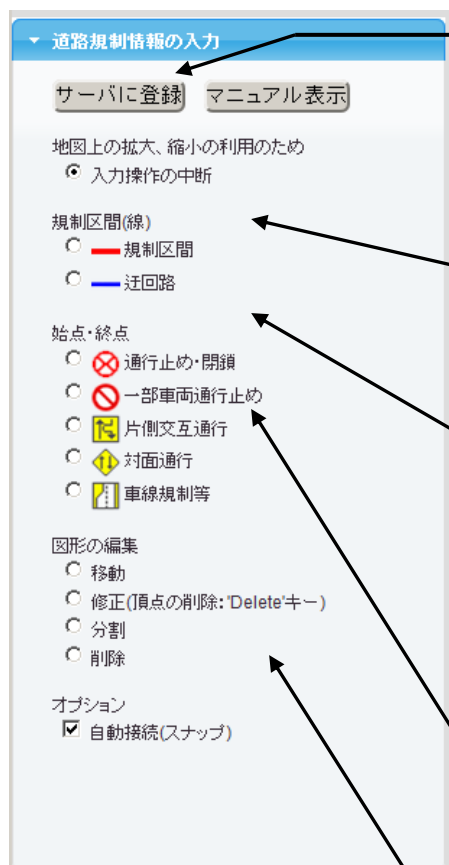 道路規制情報の入力
サーバに登録 マニュアル表示
地図上の拡大、縮小の利用のため
入力操作の中断
規制区間(線)
規制区間
迂回路
始点・終点
通行止め・閉鎖
一部車両通行止め
片側交互通行
対面通行
車線規制等
図形の編集
移動
修正(頂点の削除:'Delete'キー)
分割
削除
オプション
自動接続(スナップ)